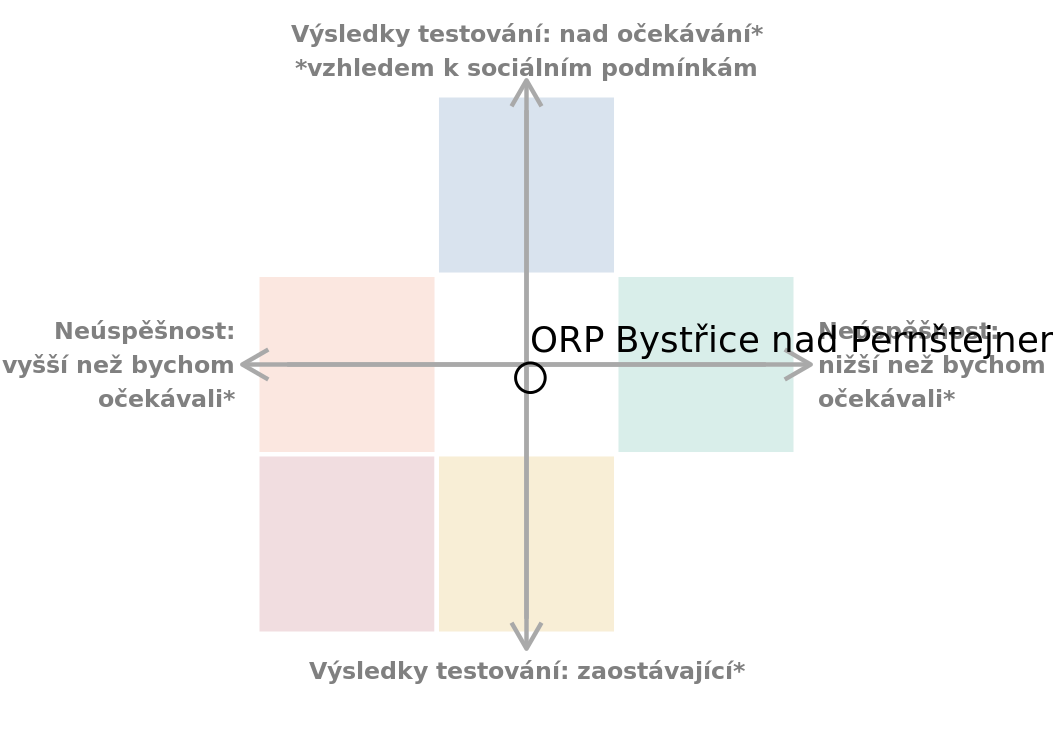 Výsledky testování: nad očekávání*
*vzhledem k sociálním podmínkám
Neúspěšnost:
vyšší než bychom
očekávali*
ORP Bystřice nad Pernštejnem
Neúspěšnost:
nižší než bychom
očekávali*
Výsledky testování: zaostávající*